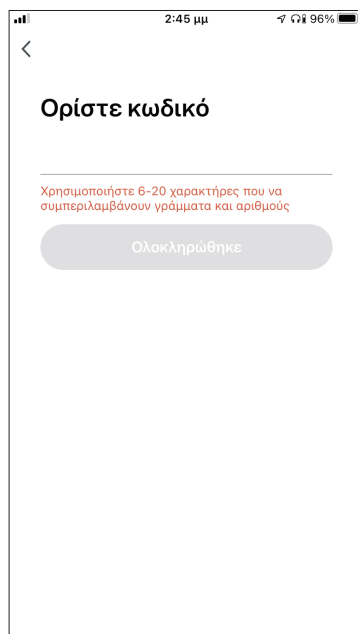 2:45 μμ
96%
Ορίστε κωδικό
Χρησιμοποιήστε 6-20 χαρακτήρες που να
συμπεριλαμβάνουν γράμματα και αριθμούς
Ολοκληρώθηκε